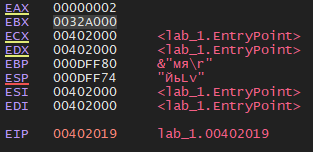 EAX 00000002
EBX 0032A000
ECX 00402000 <lab_1.EntryPoint>
EDX 00402000 <lab_1.EntryPoint>
EBP 000DFF80 &"мя\r"
ESP 000DFF74 "ЙьLv"
ESI 00402000 <lab_1.EntryPoint>
EDI 00402000 <lab_1.EntryPoint>
EIP 00402019 lab_1.00402019